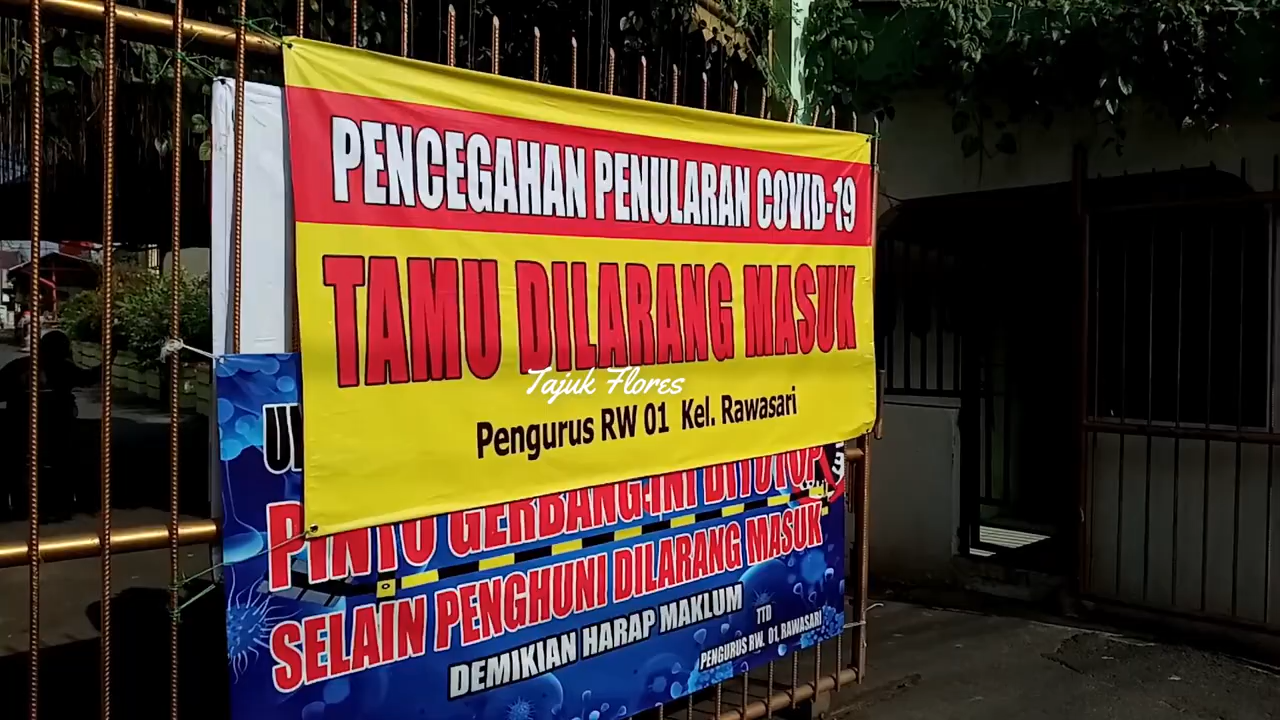 PENCEGAHAN PENULARAN COVID-19
TAMU DILARANG MASUK
Tajuk Flores
Pengurus RW 01 Kel. Rawasari
PINTU GERBANG INI DITUTUP
SELAIN PENGHUNI DILARANG MASUK
DEMIKIAN HARAP MAKLUM
TTD
PENGURUS RW. 01, RAWASARI